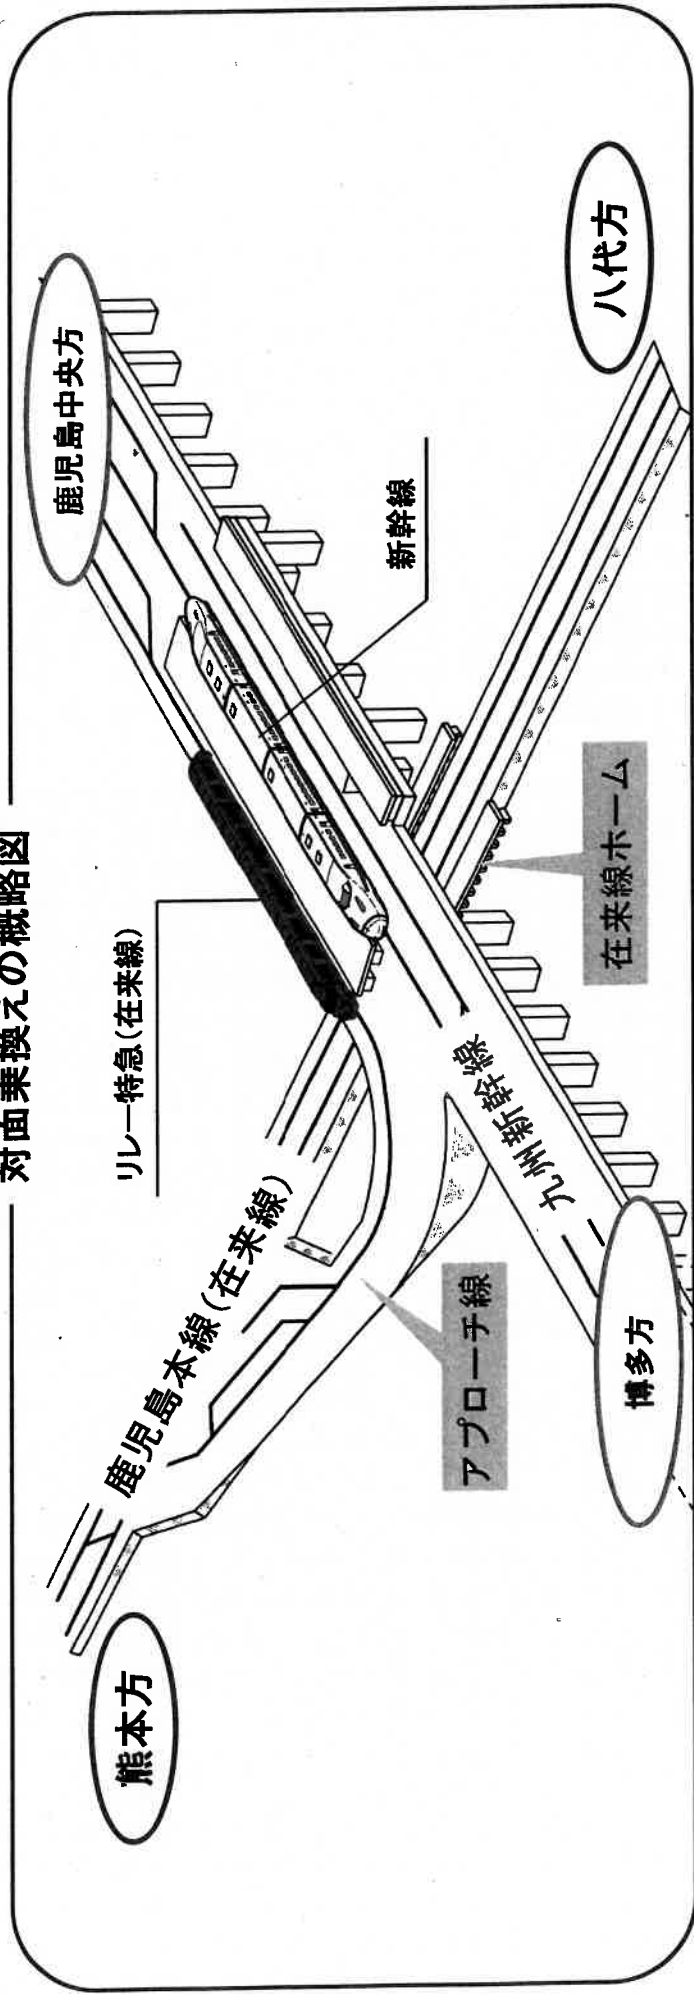 対面乗換えの概略図
熊本方
鹿児島本線(在来線)
リレー特急(在来線)
鹿児島中央方
新幹線
アプローチ線
九州新幹線
在来線ホーム
博多方
八代方